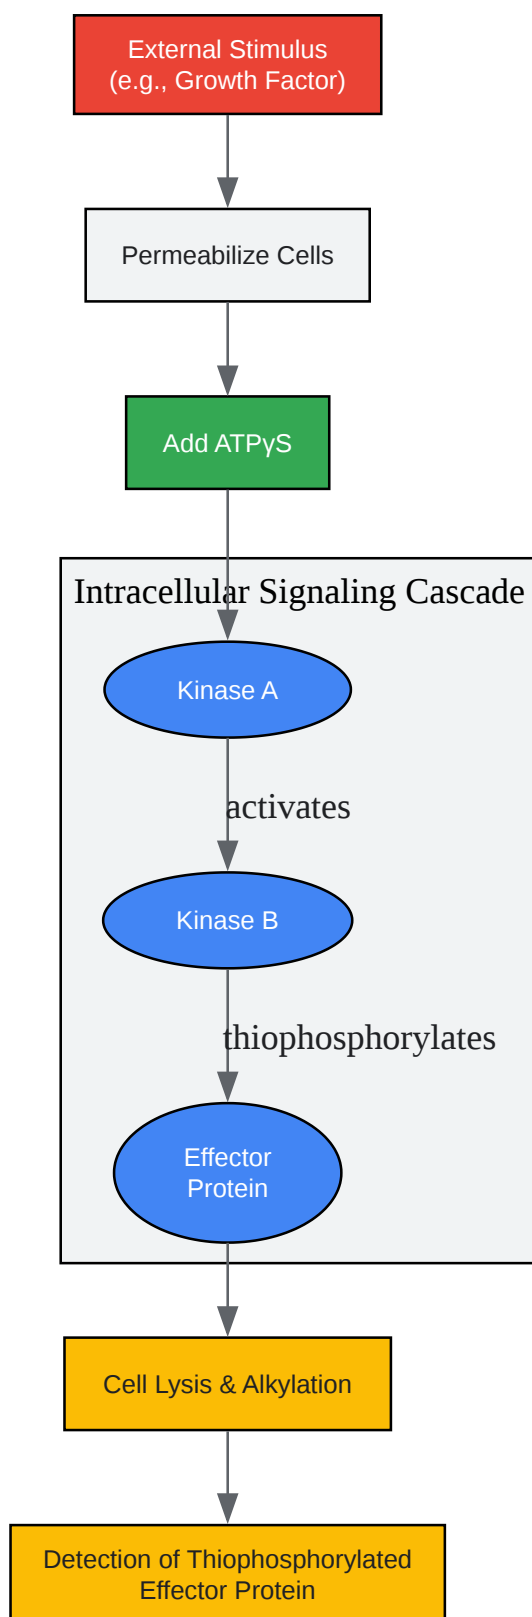 External Stimulus
(e.g., Growth Factor)
Permeabilize Cells
Add ATPγS
Intracellular Signaling Cascade
Kinase A
activates
Kinase B
thiophosphorylates
Effector
Protein
Cell Lysis & Alkylation
Detection of Thiophosphorylated
Effector Protein